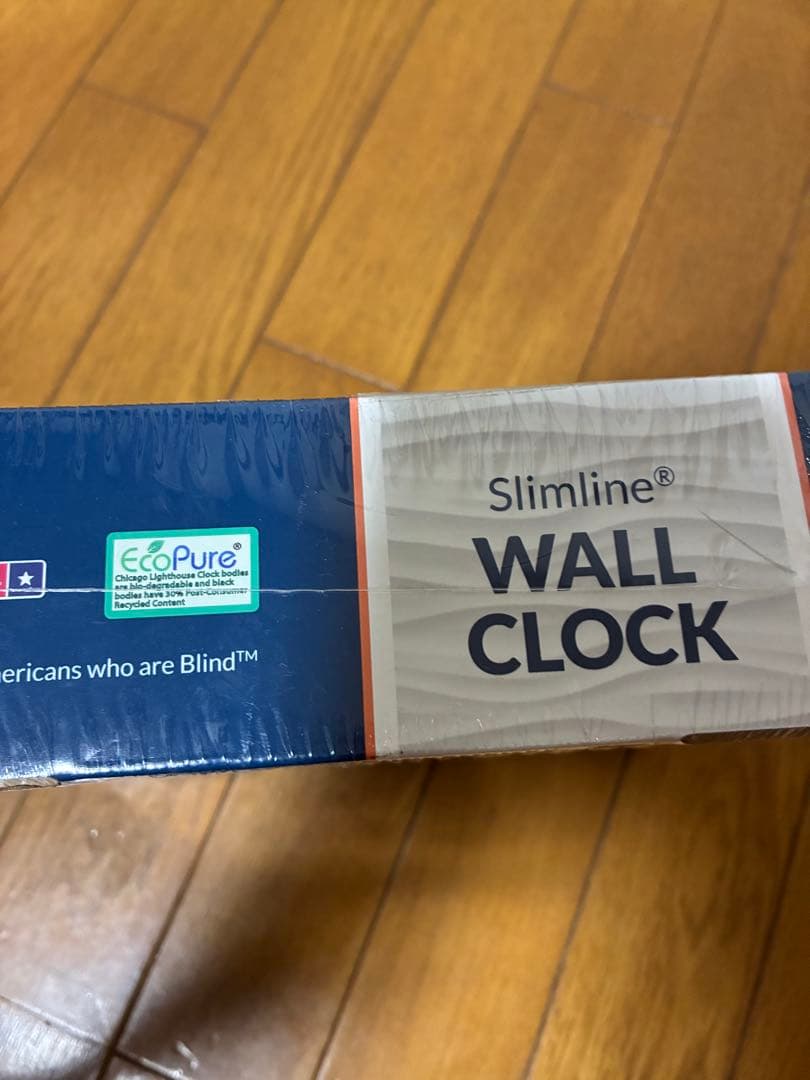 EcoPure®
Chicago Lighthouse Clock bodies
are bio-degradable and black
bodies have 30% Post-Consumer
Recycled Content
ericans who are Blind™
Slimline®
WALL
CLOCK